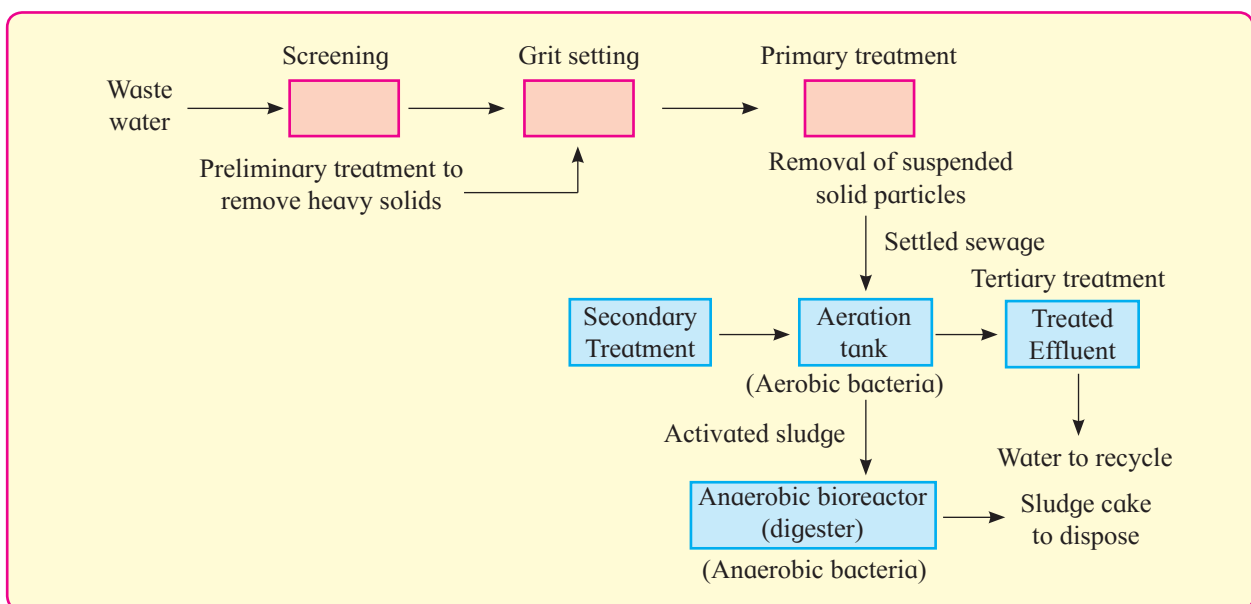 Screening
Grit setting
Primary treatment
Waste
water
Preliminary treatment to
remove heavy solids
Removal of suspended
solid particles
Settled sewage
Tertiary treatment
Secondary
Treatment
Aeration
tank
Treated
Effluent
(Aerobic bacteria)
Activated sludge
Water to recycle
Anaerobic bioreactor
(digester)
Sludge cake
to dispose
(Anaerobic bacteria)